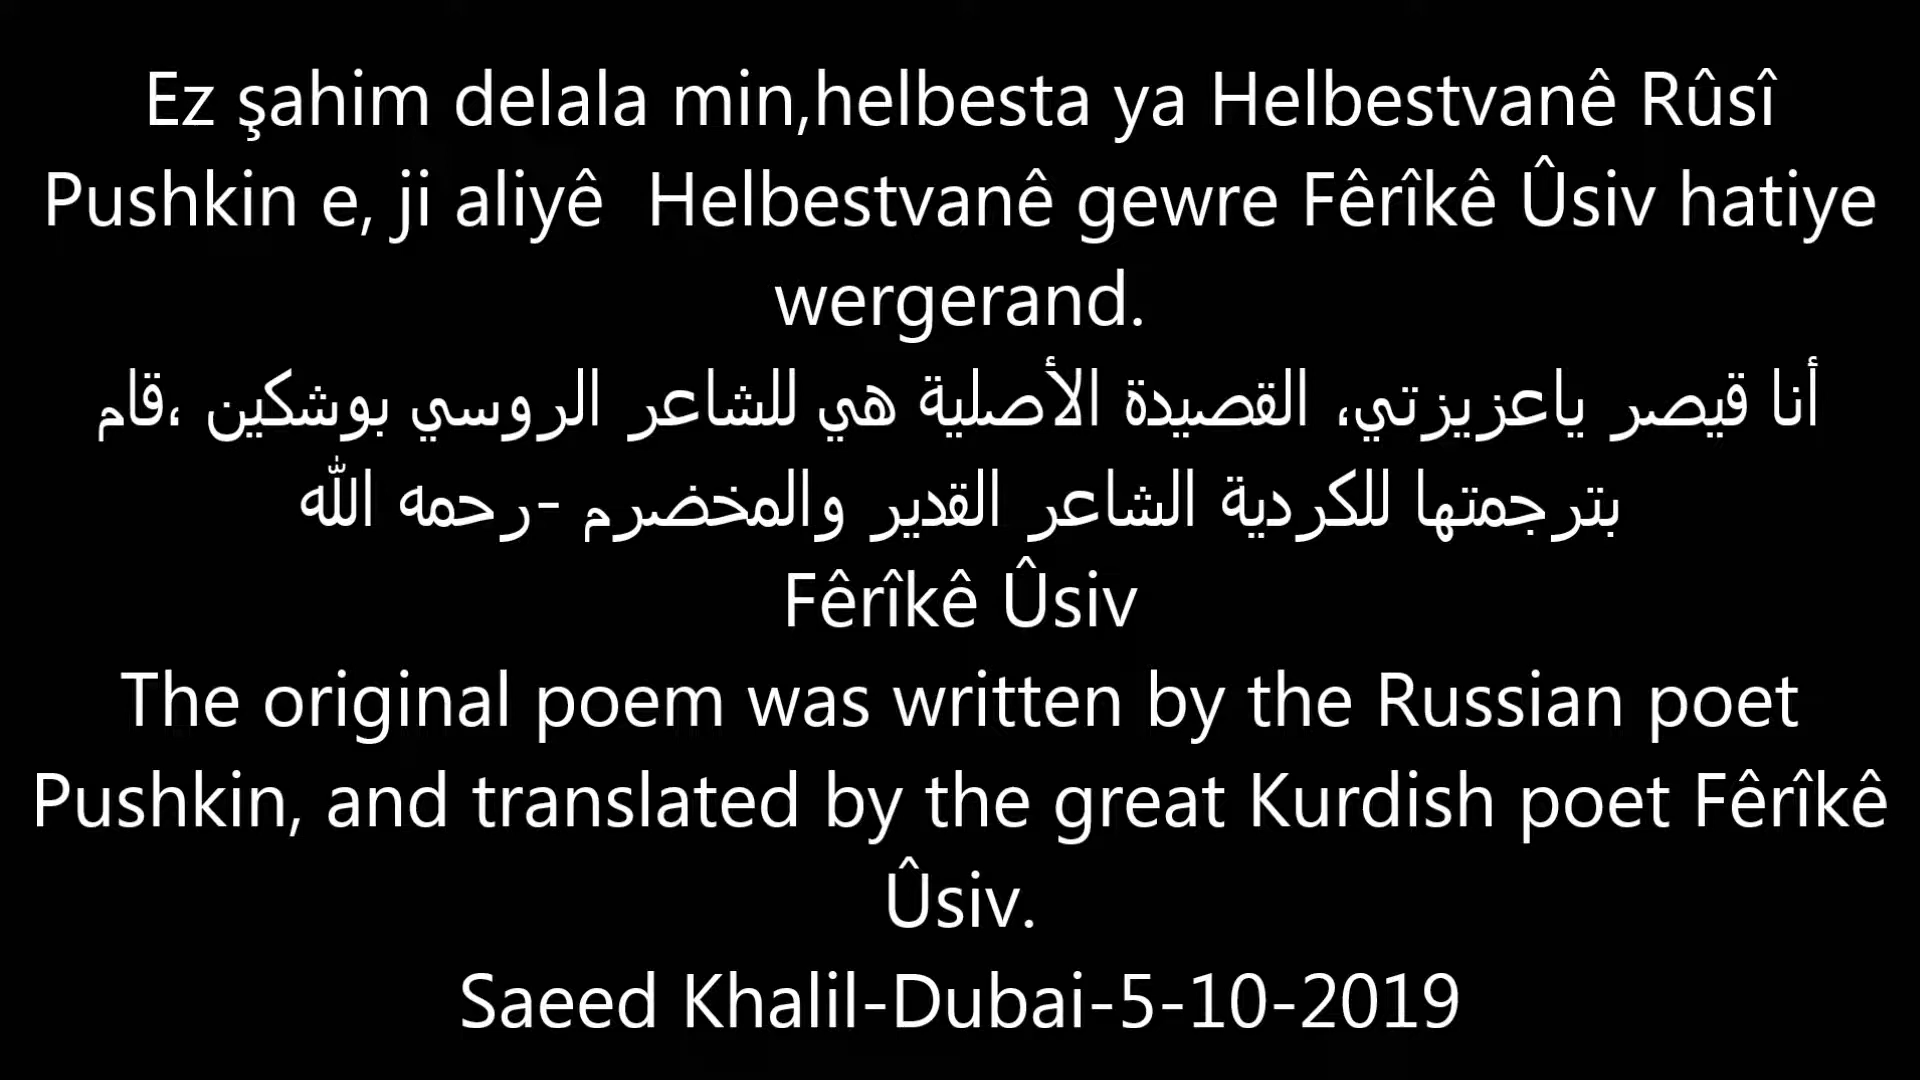 Ez şahim delala min,helbesta ya Helbestvanê Rûsî
Pushkin e, ji aliyê  Helbestvanê gewre Fêrîkê Ûsiv hatiye
wergerand.
أنا قيصر ياعزيزتي، القصيدة الأصلية هي للشاعر الروسي بوشكين ،قام
بترجمتها للكردية الشاعر القدير والمخضرم -رحمه الله
Fêrîkê Ûsiv
The original poem was written by the Russian poet
Pushkin, and translated by the great Kurdish poet Fêrîkê
Ûsiv.
Saeed Khalil-Dubai-5-10-2019